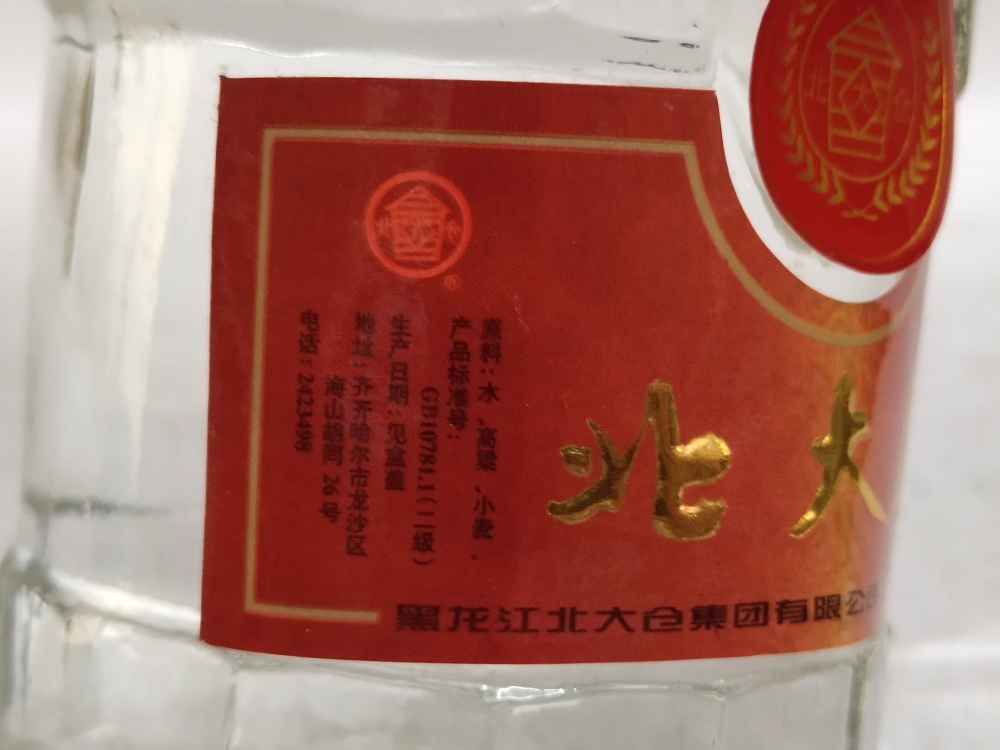 原料：水、高粱、小麦、
产品标准号：
GB10781.1(二级)
生产日期：见盒盖
地域：齐齐哈尔市龙沙区
海山胡同26号
电话：2423498
北大
黑龙江北大仓集团有限公